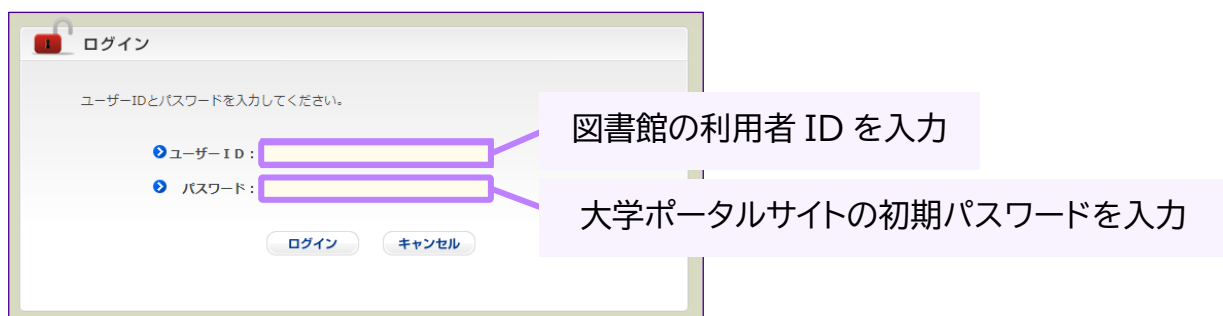 ログイン
ユーザーIDとパスワードを入力してください。
ユーザーＩＤ：
図書館の利用者 ID を入力
パスワード：
大学ポータルサイトの初期パスワードを入力
ログイン キャンセル